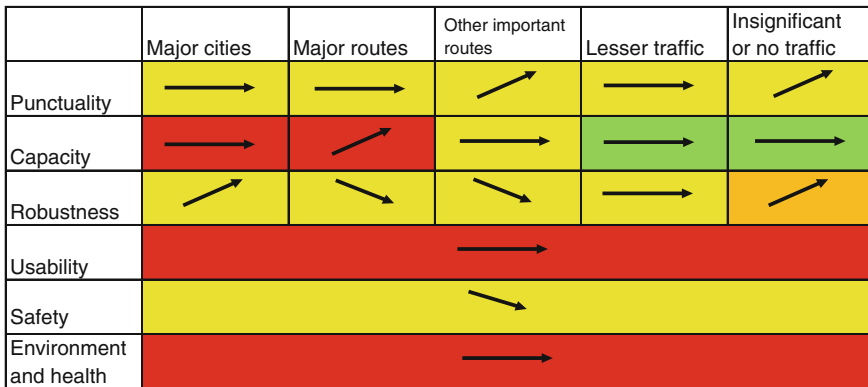 Major cities
Major routes
Other important
routes
Lesser traffic
Insignificant
or no traffic
Punctuality
Capacity
Robustness
Usability
Safety
Environment
and health